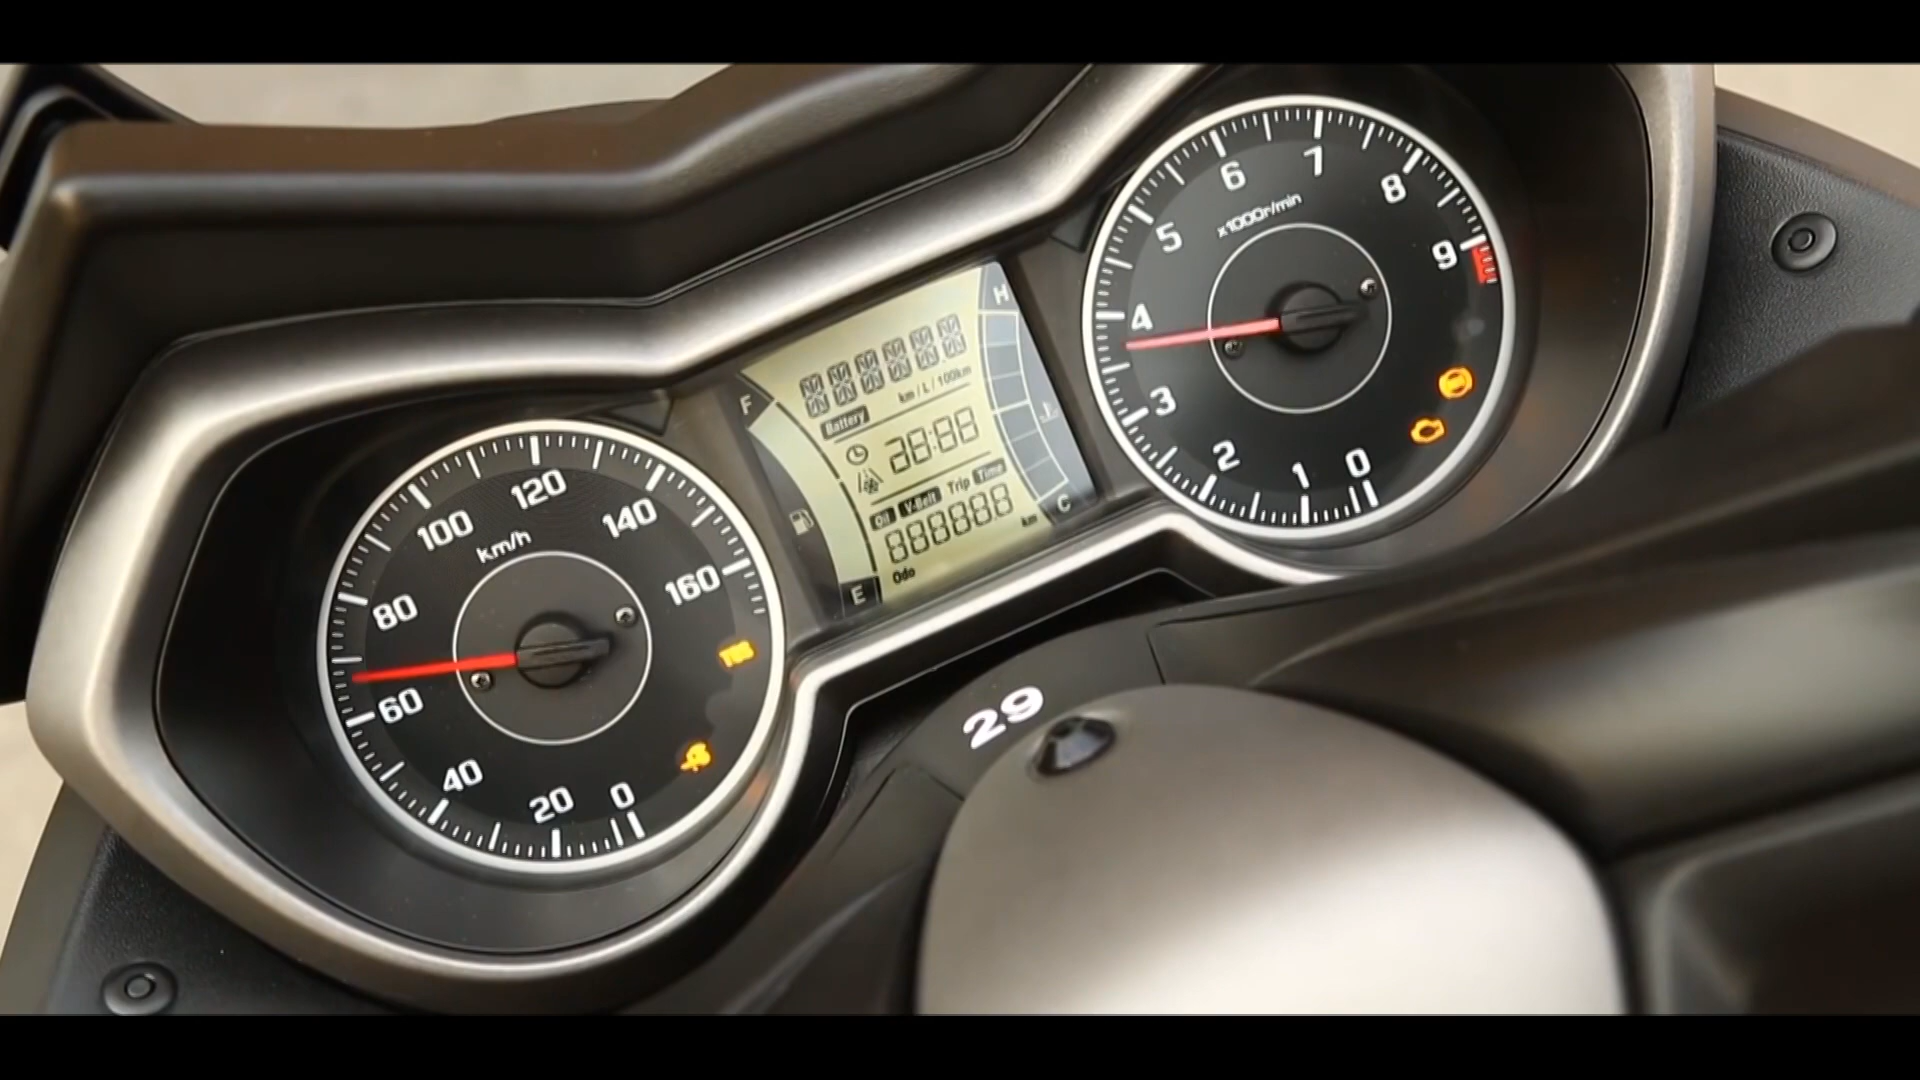 0
20
40
60
80
100
120
140
160
km/h
F
E
H
C
km / L / 100km
Battery
88:88
Oil V-Belt Trip Time
888888 km
Odo
0
1
2
3
4
5
6
7
8
9
x1000r/min
29